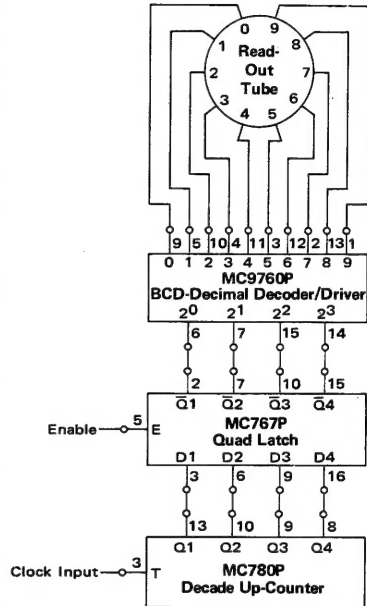 0 9
1 8
Read-
Out
Tube
2 7
3 6
4 5
9 5 10 4 11 3 12 2 13 1
0 1 2 3 4 5 6 7 8 9
MC9760P
BCD-Decimal Decoder/Driver
2⁰ 2¹ 2² 2³
6 7 15 14
2 7 10 15
Q̅1 Q̅2 Q̅3 Q̅4
Enable 5 E
MC767P
Quad Latch
D1 D2 D3 D4
3 6 9 16
13 10 9 8
Q1 Q2 Q3 Q4
Clock Input 3 T
MC780P
Decade Up-Counter